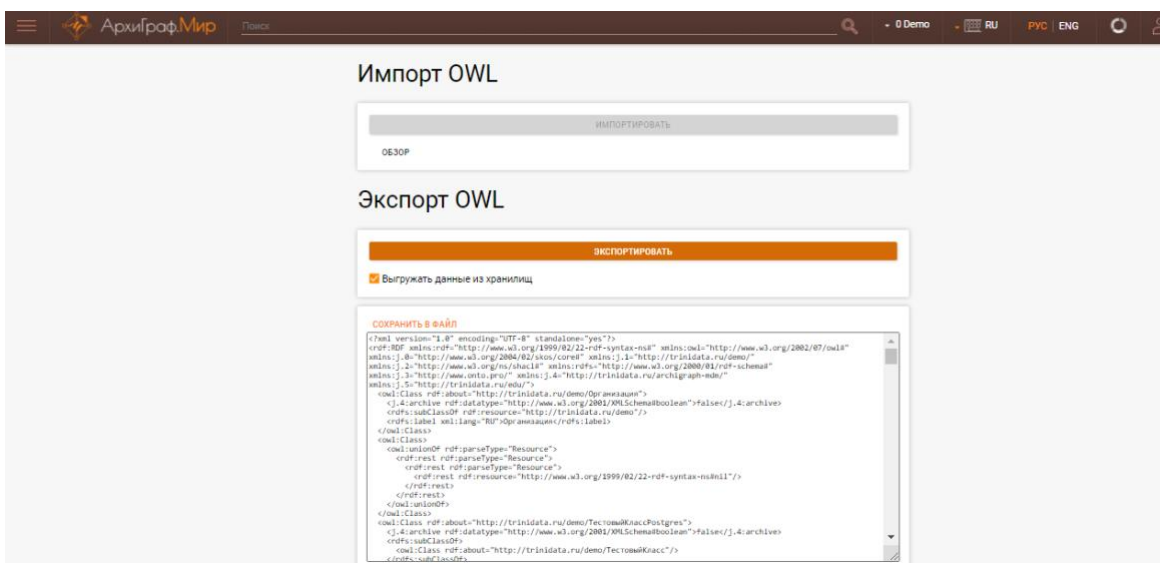 АрхиГраф.Мир Поиск 0 Demo RU РУС ENG
Импорт OWL
ИМПОРТИРОВАТЬ
ОБЗОР
Экспорт OWL
ЭКСПОРТИРОВАТЬ
Выгружать данные из хранилищ
СОХРАНИТЬ В ФАЙЛ
<?xml version="1.0" encoding="UTF-8" standalone="yes"?>
<rdf:RDF xmlns:rdf="http://www.w3.org/1999/02/22-rdf-syntax-ns#" xmlns:owl="http://www.w3.org/2002/07/owl#"
xmlns:j.0="http://www.w3.org/2004/02/skos/core#" xmlns:j.1="http://trinidata.ru/demo/"
xmlns:j.2="http://www.w3.org/ns/shacl#" xmlns:rdfs="http://www.w3.org/2000/01/rdf-schema#"
xmlns:j.3="http://www.onto.pro/" xmlns:j.4="http://trinidata.ru/archigraph-mdm/"
xmlns:j.5="http://trinidata.ru/edu/">
<owl:Class rdf:about="http://trinidata.ru/demo/Организация">
<j.4:archive rdf:datatype="http://www.w3.org/2001/XMLSchema#boolean">false</j.4:archive>
<rdfs:subClassOf rdf:resource="http://trinidata.ru/demo"/>
<rdfs:label xml:lang="RU">Организация</rdfs:label>
</owl:Class>
<owl:Class>
<owl:unionOf rdf:parseType="Resource">
<rdf:rest rdf:parseType="Resource">
<rdf:rest rdf:parseType="Resource">
<rdf:rest rdf:resource="http://www.w3.org/1999/02/22-rdf-syntax-ns#nil"/>
</rdf:rest>
</rdf:rest>
</owl:unionOf>
</owl:Class>
<owl:Class rdf:about="http://trinidata.ru/demo/ТестовыйКлассPostgres">
<j.4:archive rdf:datatype="http://www.w3.org/2001/XMLSchema#boolean">false</j.4:archive>
<rdfs:subClassOf>
<owl:Class rdf:about="http://trinidata.ru/demo/ТестовыйКласс"/>
</rdfs:subClassOf>